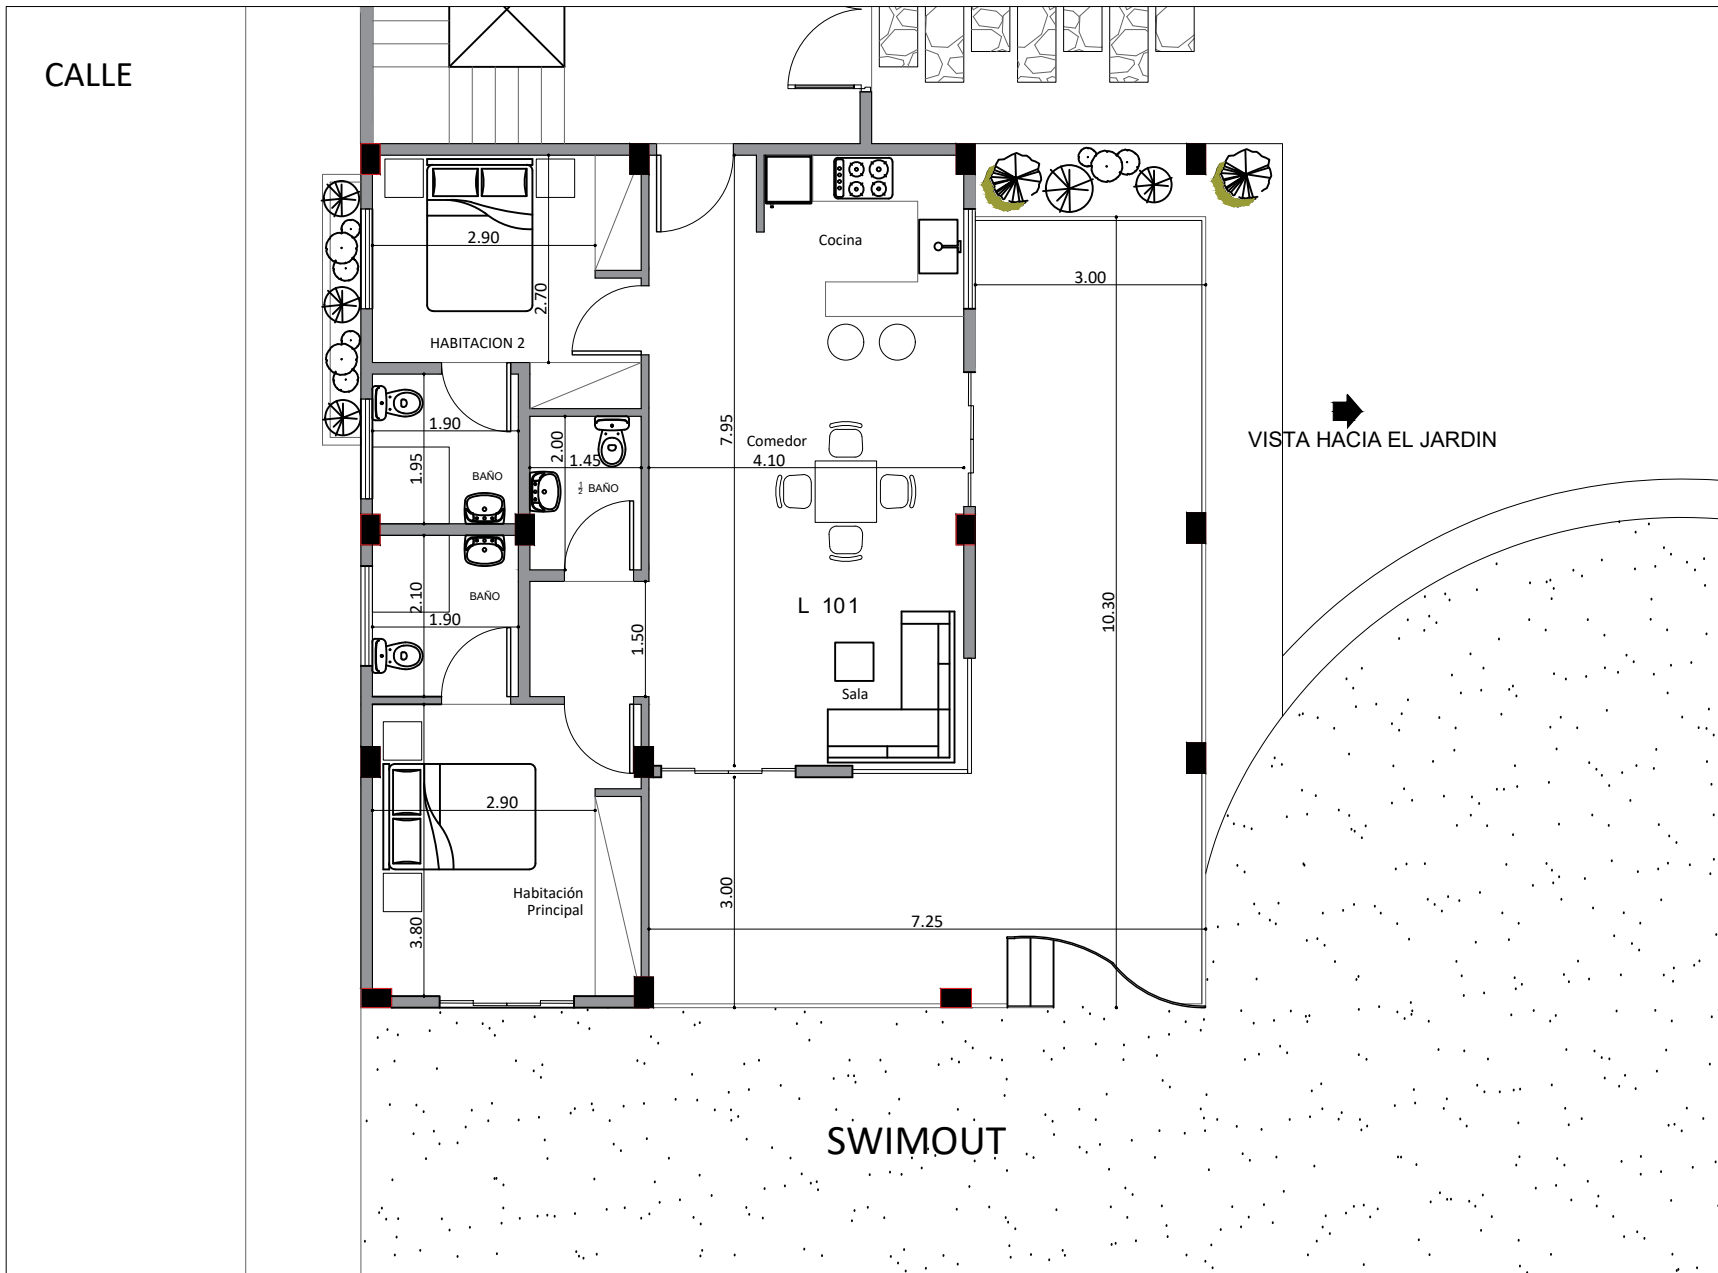 CALLE
Cocina
2.90
3.00
2.70
HABITACION 2
7.95
VISTA HACIA EL JARDIN
1.90
Comedor
4.10
2.00
1.45
1.95
BAÑO
½ BAÑO
2.10
BAÑO
1.90
L 101
10.30
1.50
Sala
2.90
Habitación
Principal
3.00
3.80
7.25
SWIMOUT